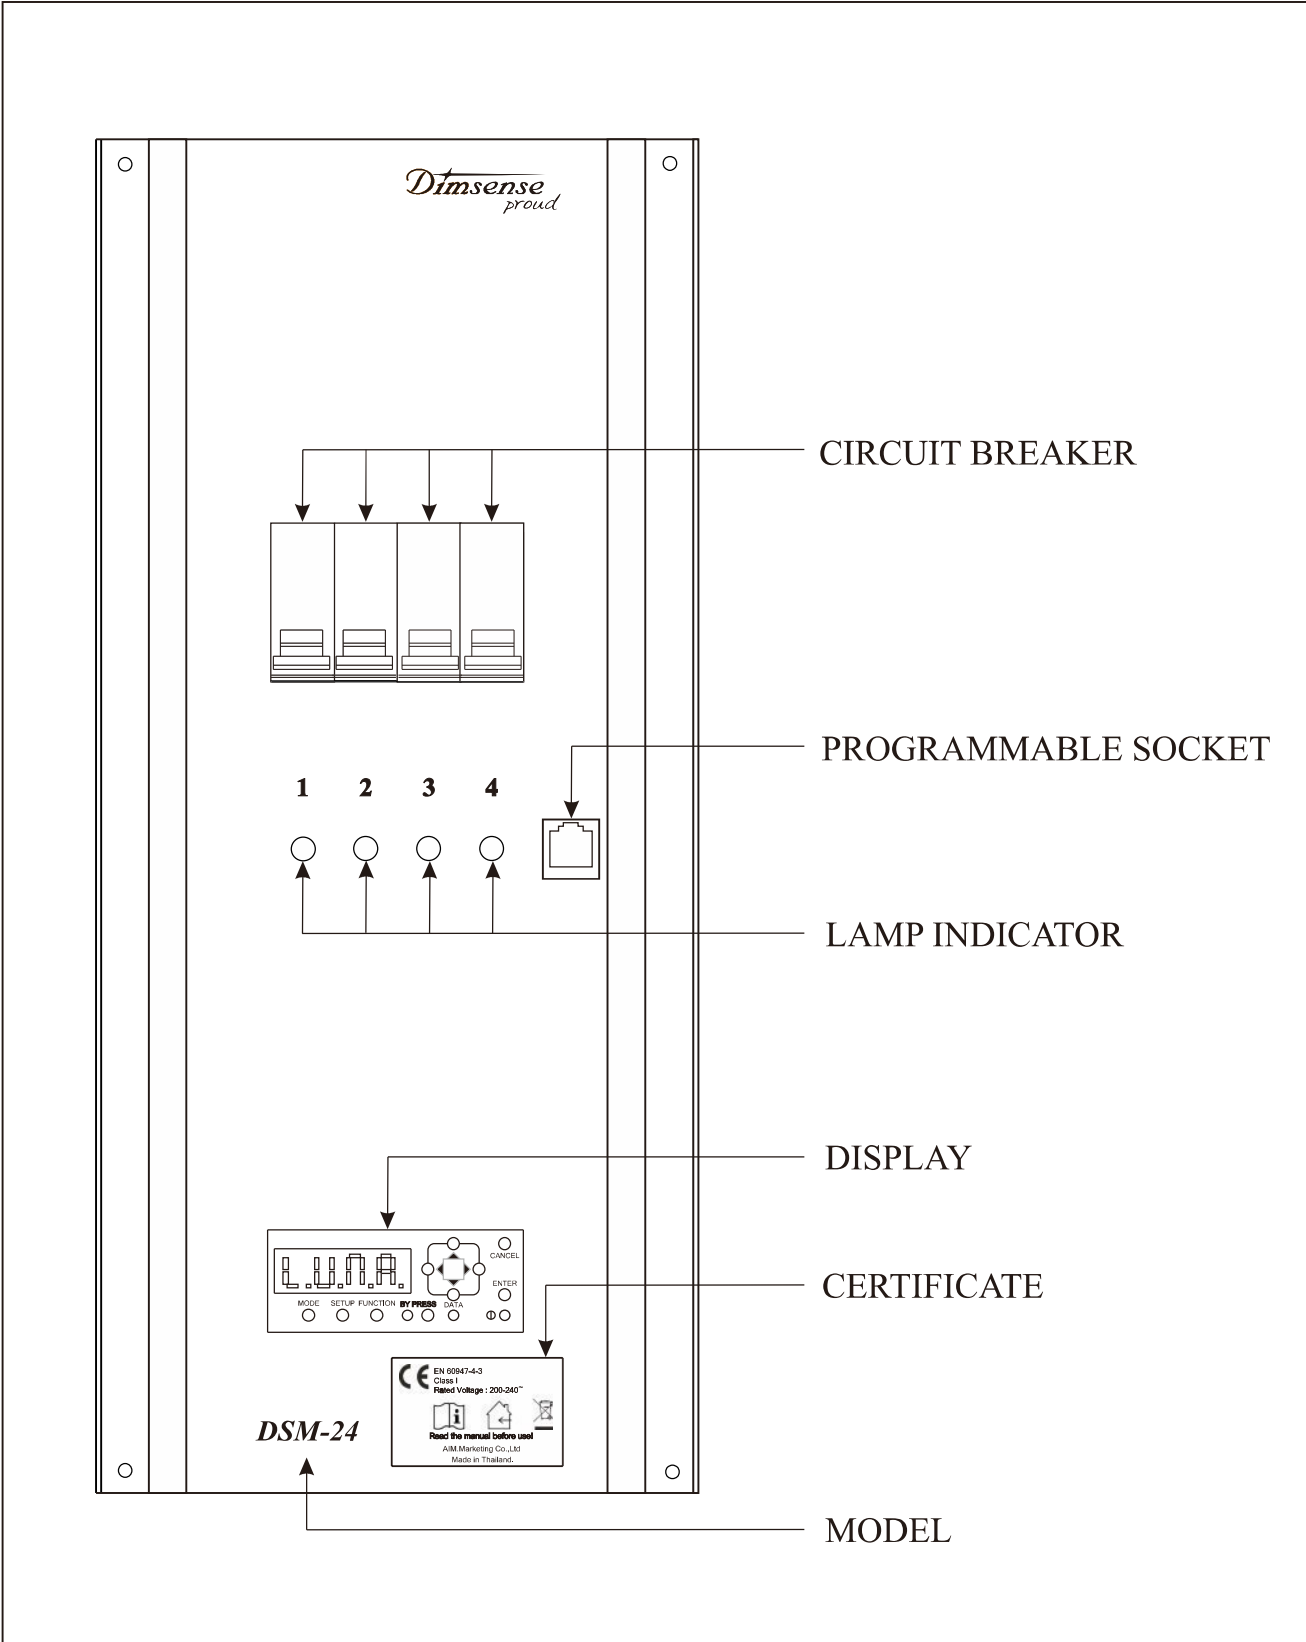 Dimsense
proud
CIRCUIT BREAKER
PROGRAMMABLE SOCKET
1 2 3 4
LAMP INDICATOR
DISPLAY
L.U.N.A.
CANCEL
ENTER
MODE SETUP FUNCTION BY PRESS DATA
CERTIFICATE
CE EN 60947-4-3
Class I
Rated Voltage : 200-240~
i
Read the manual before use!
AIM.Marketing Co.,Ltd
Made in Thailand.
DSM-24
MODEL